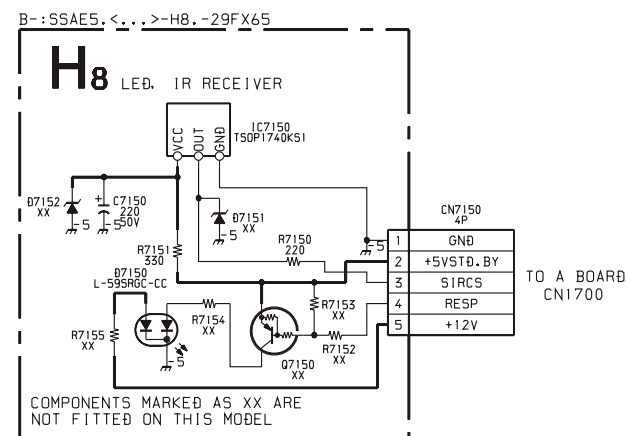 B-:SSAE5.<...>-H8.-29FX65
H8 LED. IR RECEIVER
IC7150
TSOP1740KS1
VCC OUT GND
D7152
XX
-5
+ C7150
220
50V
-5
D7151
XX
-5
R7151
330
R7150
220
-5
CN7150
4P
1 GND
2 +5VSTD.BY
3 SIRCS
4 RESP
5 +12V
TO A BOARD
CN1700
D7150
L-59SRGC-CC
R7155
XX
-5
R7154
XX
R7153
XX
R7152
XX
Q7150
XX
COMPONENTS MARKED AS XX ARE
NOT FITTED ON THIS MODEL